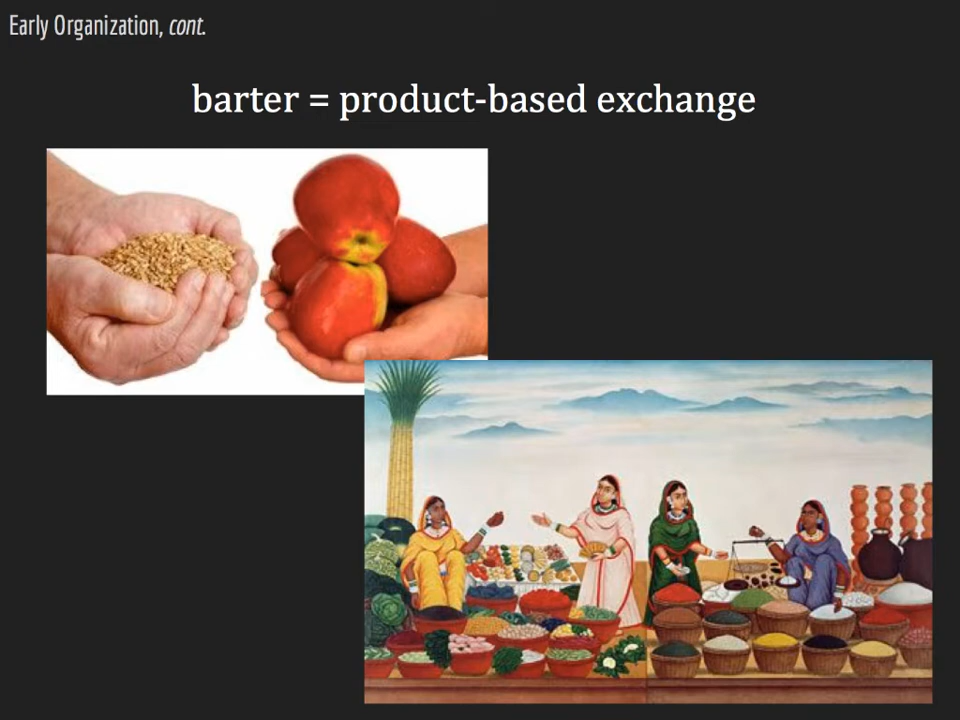 Early Organization, cont.
barter = product-based exchange